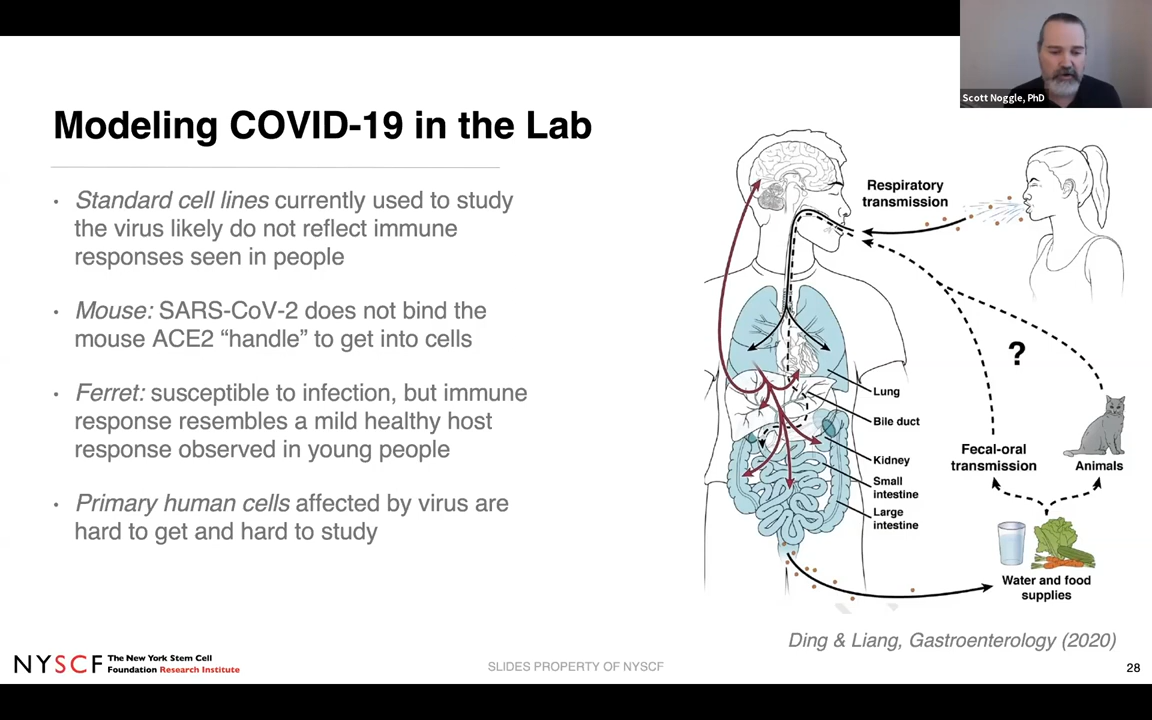 Scott Noggle, PhD
Modeling COVID-19 in the Lab
• Standard cell lines currently used to study
the virus likely do not reflect immune
responses seen in people
• Mouse: SARS-CoV-2 does not bind the
mouse ACE2 “handle” to get into cells
• Ferret: susceptible to infection, but immune
response resembles a mild healthy host
response observed in young people
• Primary human cells affected by virus are
hard to get and hard to study
Respiratory
transmission
?
Lung
Bile duct
Kidney
Small
intestine
Large
intestine
Fecal-oral
transmission
Animals
Water and food
supplies
Ding & Liang, Gastroenterology (2020)
NYSCF
The New York Stem Cell
Foundation Research Institute
SLIDES PROPERTY OF NYSCF
28